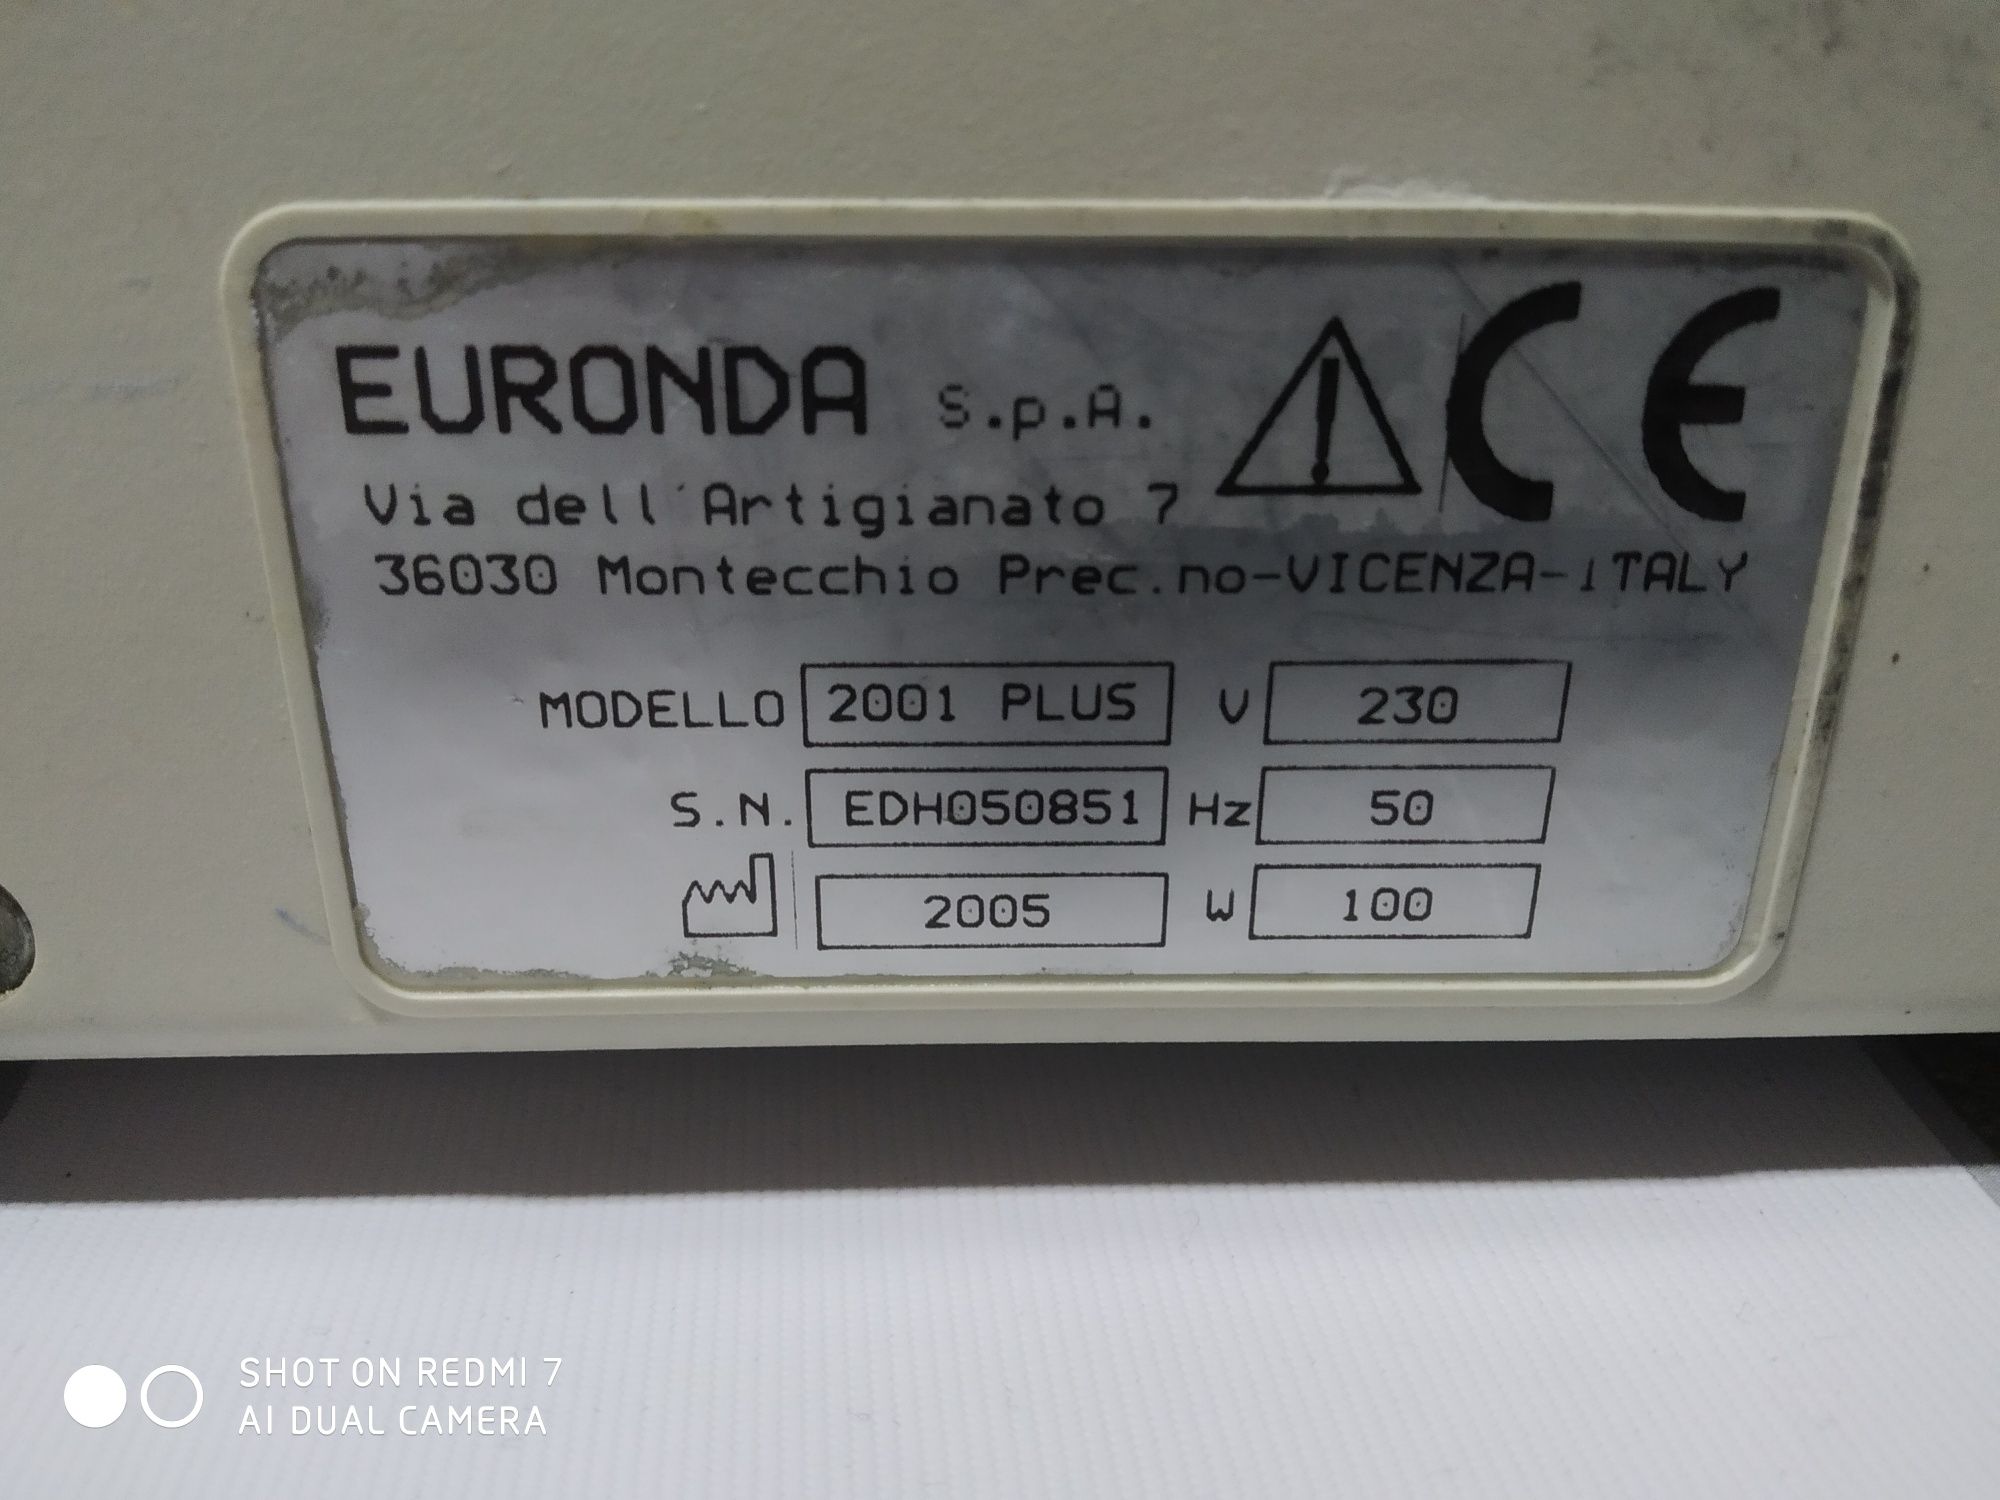 EURONDA S.p.A.
CE
Via dell'Artigianato 7
36030 Montecchio Prec.no-VICENZA-ITALY
MODELLO 2001 PLUS V 230
S.N. EDH050851 Hz 50
2005 W 100
SHOT ON REDMI 7
AI DUAL CAMERA